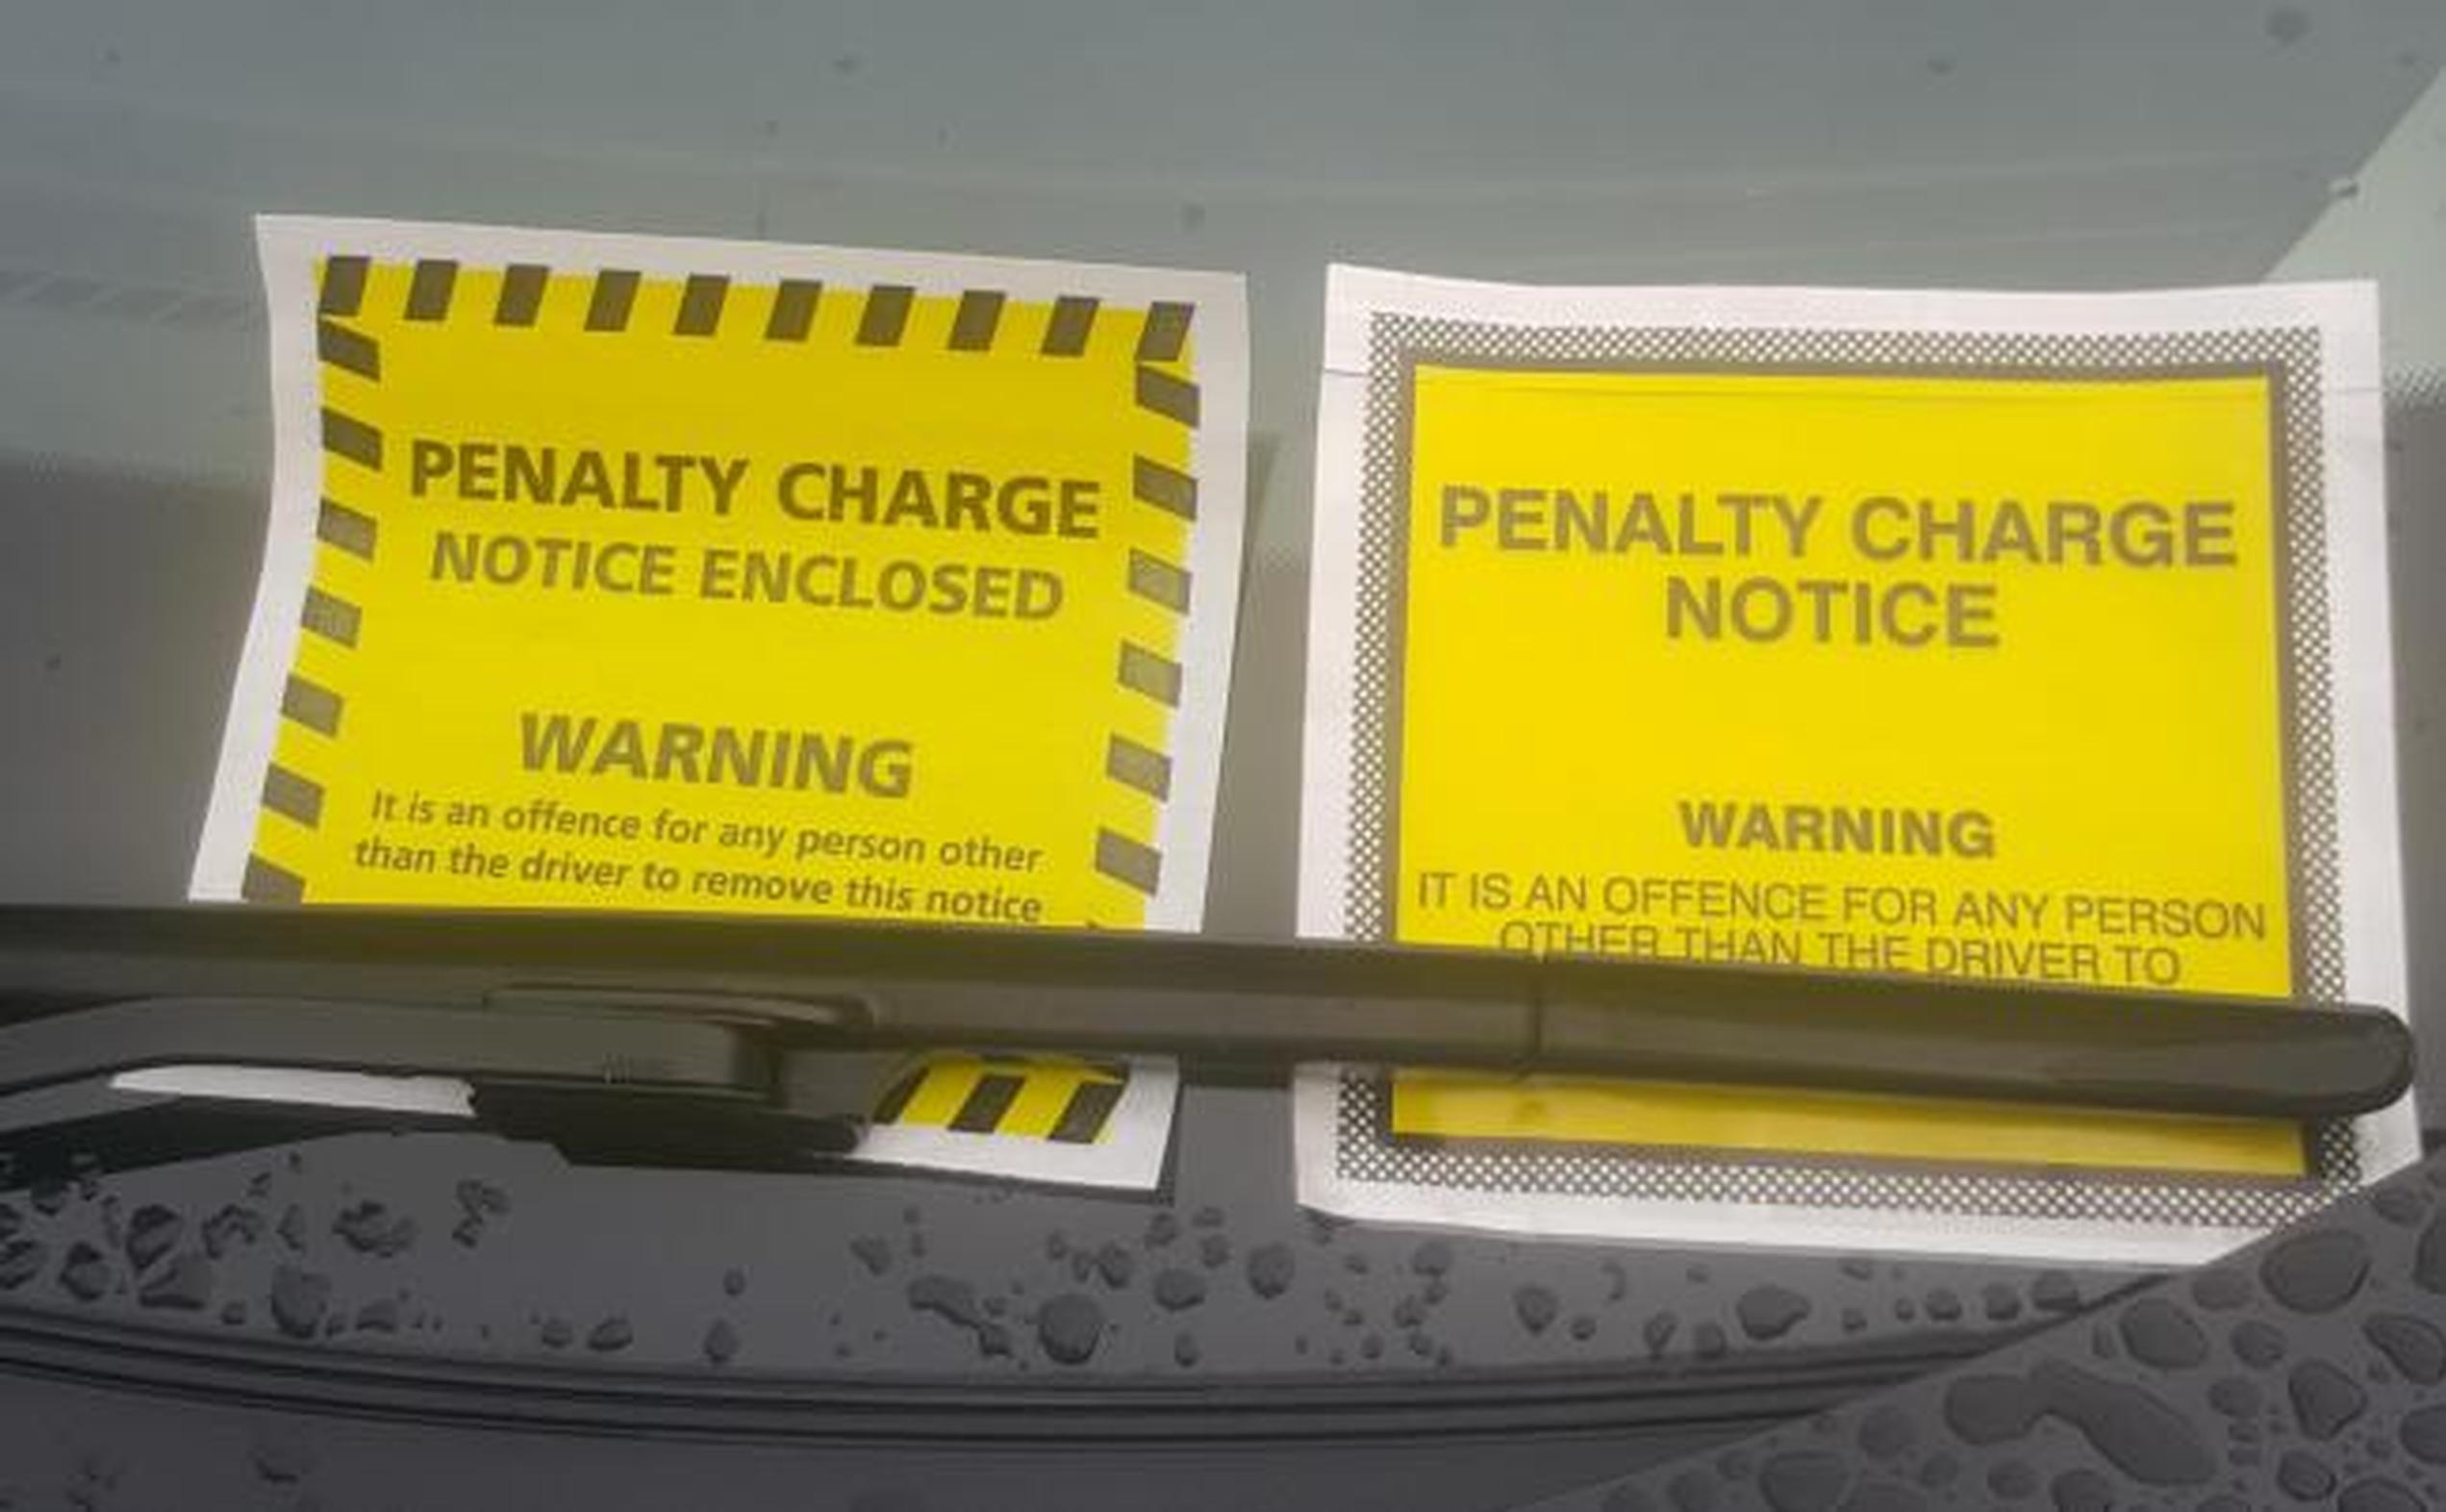 PENALTY CHARGE
NOTICE ENCLOSED
WARNING
It is an offence for any person other
than the driver to remove this notice
PENALTY CHARGE
NOTICE
WARNING
IT IS AN OFFENCE FOR ANY PERSON
OTHER THAN THE DRIVER TO